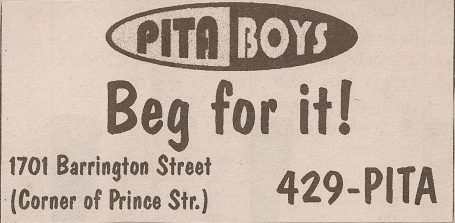 PITA BOYS
Beg for it!
1701 Barrington Street
(Corner of Prince Str.)
429-PITA